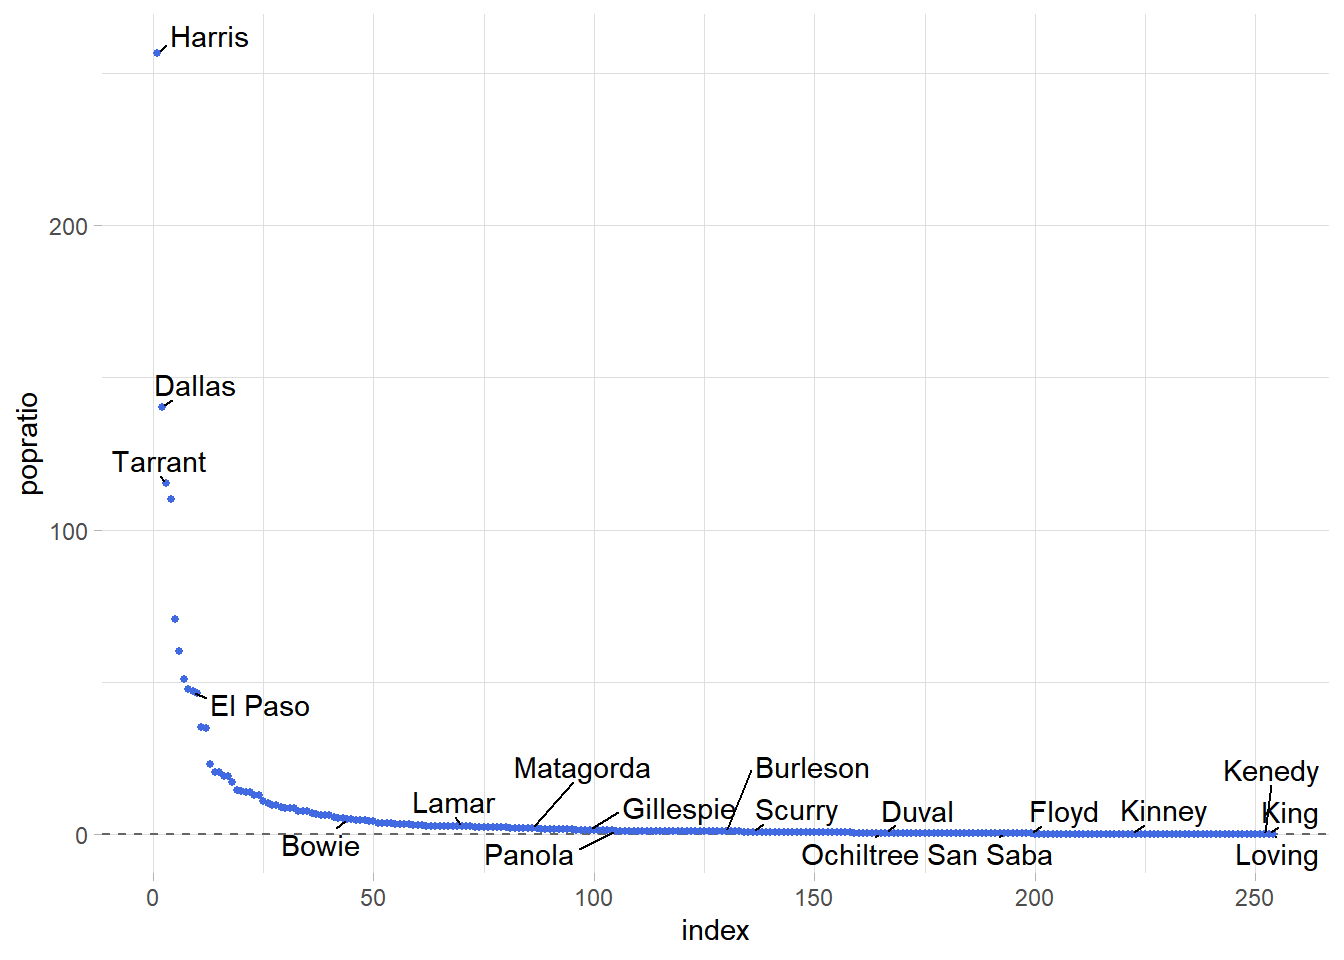 Harris
Dallas
Tarrant
El Paso
Matagorda
Burleson
Kenedy
Lamar
Gillespie
Scurry
Duval
Floyd
Kinney
King
Bowie
Panola
Ochiltree
San Saba
Loving
200
100
0
popratio
0
50
100
150
200
250
index